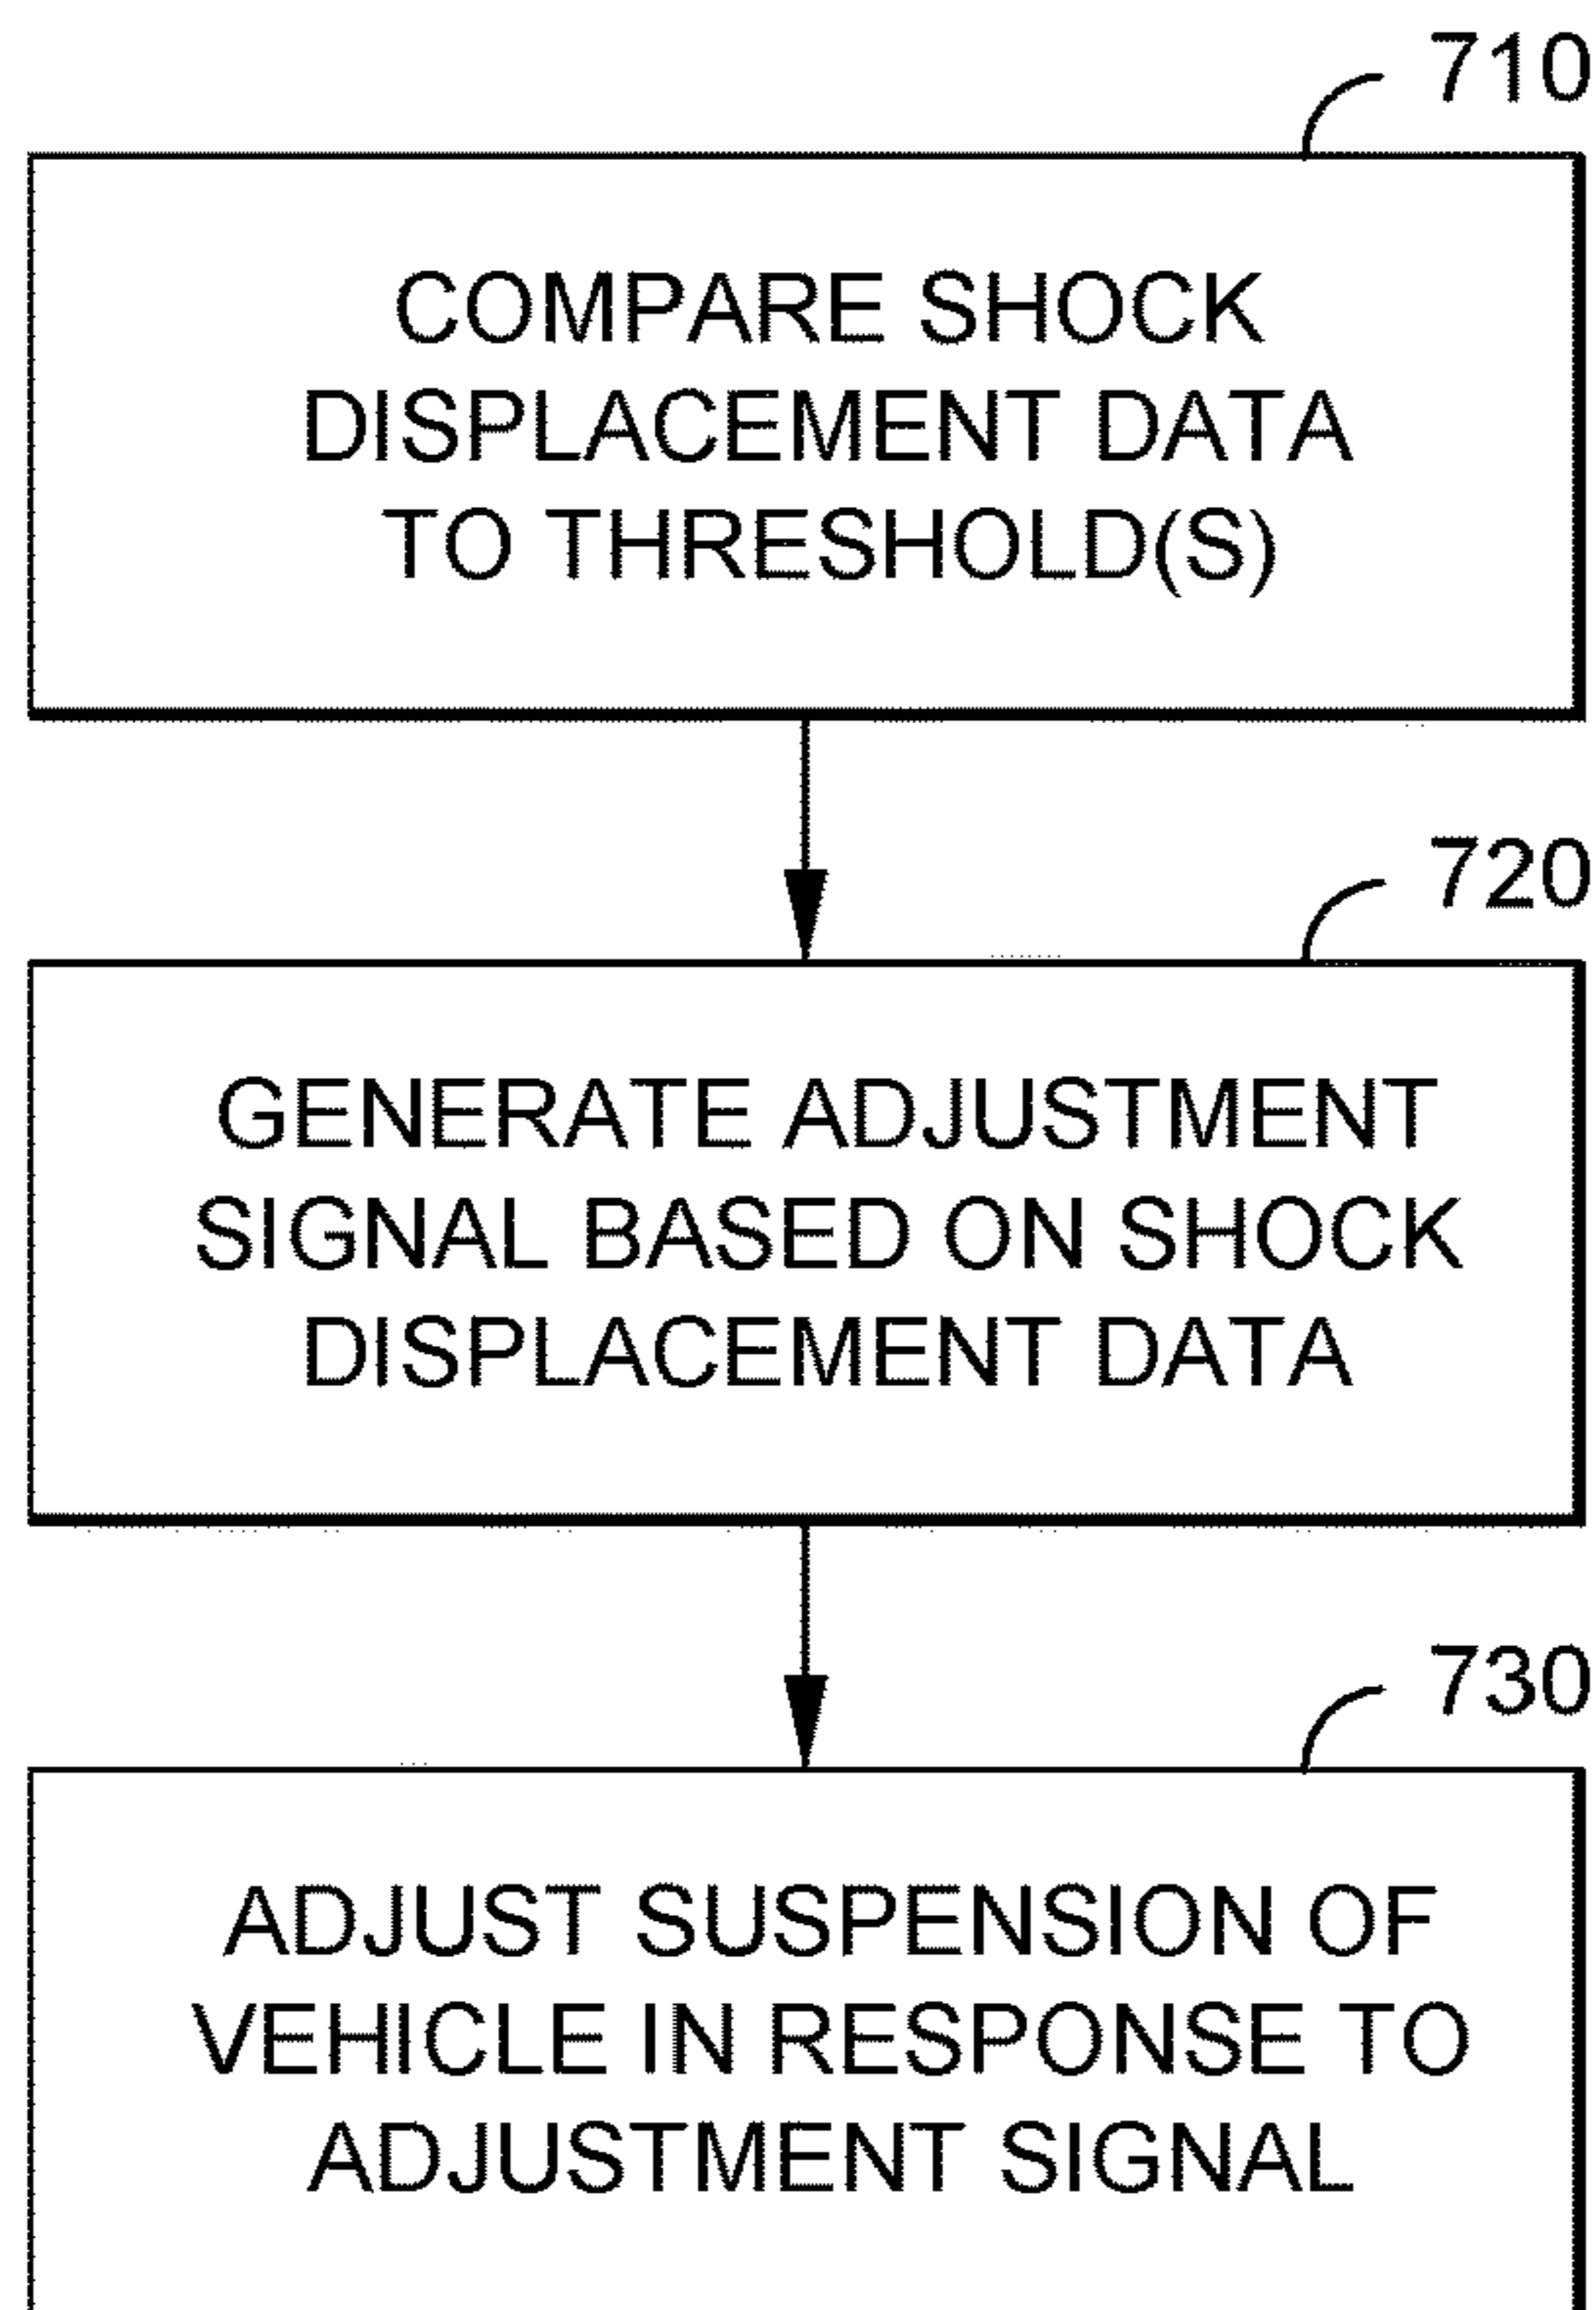 710
COMPARE SHOCK
DISPLACEMENT DATA
TO THRESHOLD(S)
720
GENERATE ADJUSTMENT
SIGNAL BASED ON SHOCK
DISPLACEMENT DATA
730
ADJUST SUSPENSION OF
VEHICLE IN RESPONSE TO
ADJUSTMENT SIGNAL